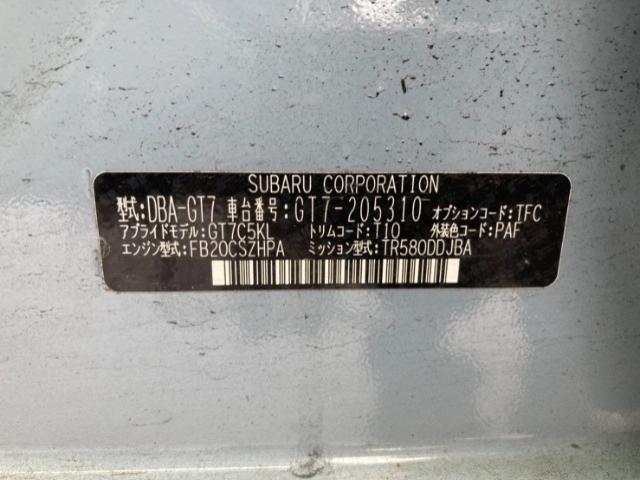 SUBARU CORPORATION
型式:DBA-GT7 車台番号:GT7-205310 オプションコード:TFC
アプライドモデル:GT7C5KL トリムコード:T10 外装色コード:PAF
エンジン型式:FB20CSZHPA ミッション型式:TR580DDJBA